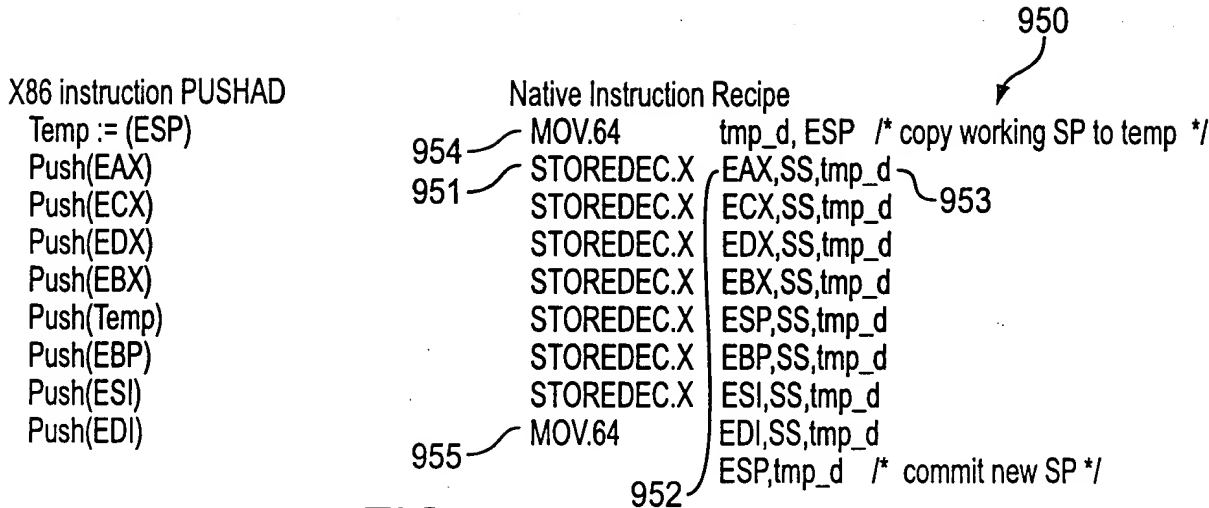 950
X86 instruction PUSHAD Native Instruction Recipe
Temp := (ESP) 954 MOV.64 tmp_d, ESP /* copy working SP to temp */
Push(EAX) 951 STOREDEC.X EAX,SS,tmp_d 953
Push(ECX) STOREDEC.X ECX,SS,tmp_d
Push(EDX) STOREDEC.X EDX,SS,tmp_d
Push(EBX) STOREDEC.X EBX,SS,tmp_d
Push(Temp) STOREDEC.X ESP,SS,tmp_d
Push(EBP) STOREDEC.X EBP,SS,tmp_d
Push(ESI) STOREDEC.X ESI,SS,tmp_d
Push(EDI) 955 MOV.64 EDI,SS,tmp_d
952 ESP,tmp_d /* commit new SP */